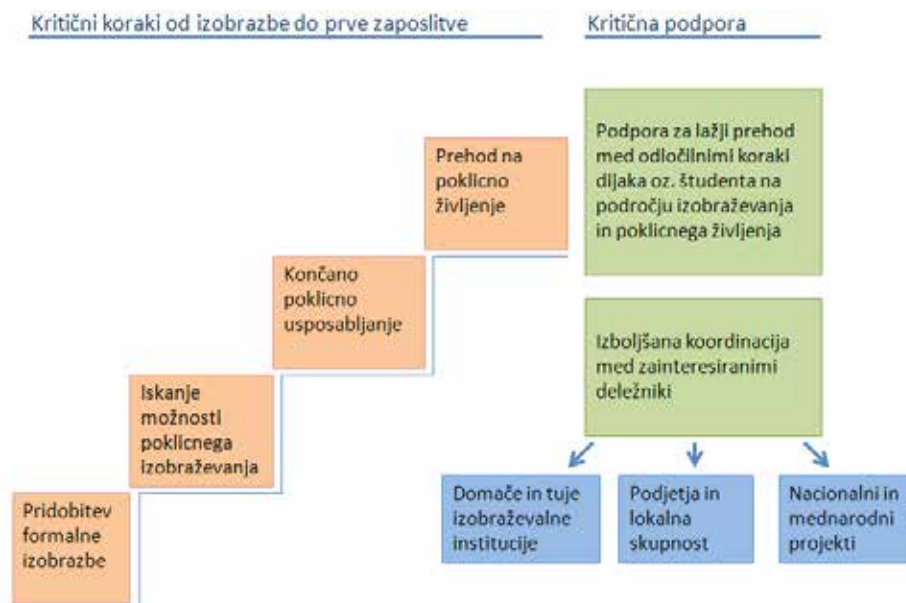 Kritični koraki od izobrazbe do prve zaposlitve
Kritična podpora
Prehod na
poklicno
življenje
Končano
poklicno
usposabljanje
Iskanje
možnosti
poklicnega
izobraževanja
Pridobitev
formalne
izobrazbe
Podpora za lažji prehod
med odločilnimi koraki
dijaka oz. študenta na
področju izobraževanja
in poklicnega življenja
Izboljšana koordinacija
med zainteresiranimi
deležniki
Domače in tuje
izobraževalne
institucije
Podjetja in
lokalna
skupnost
Nacionalni in
mednarodni
projekti